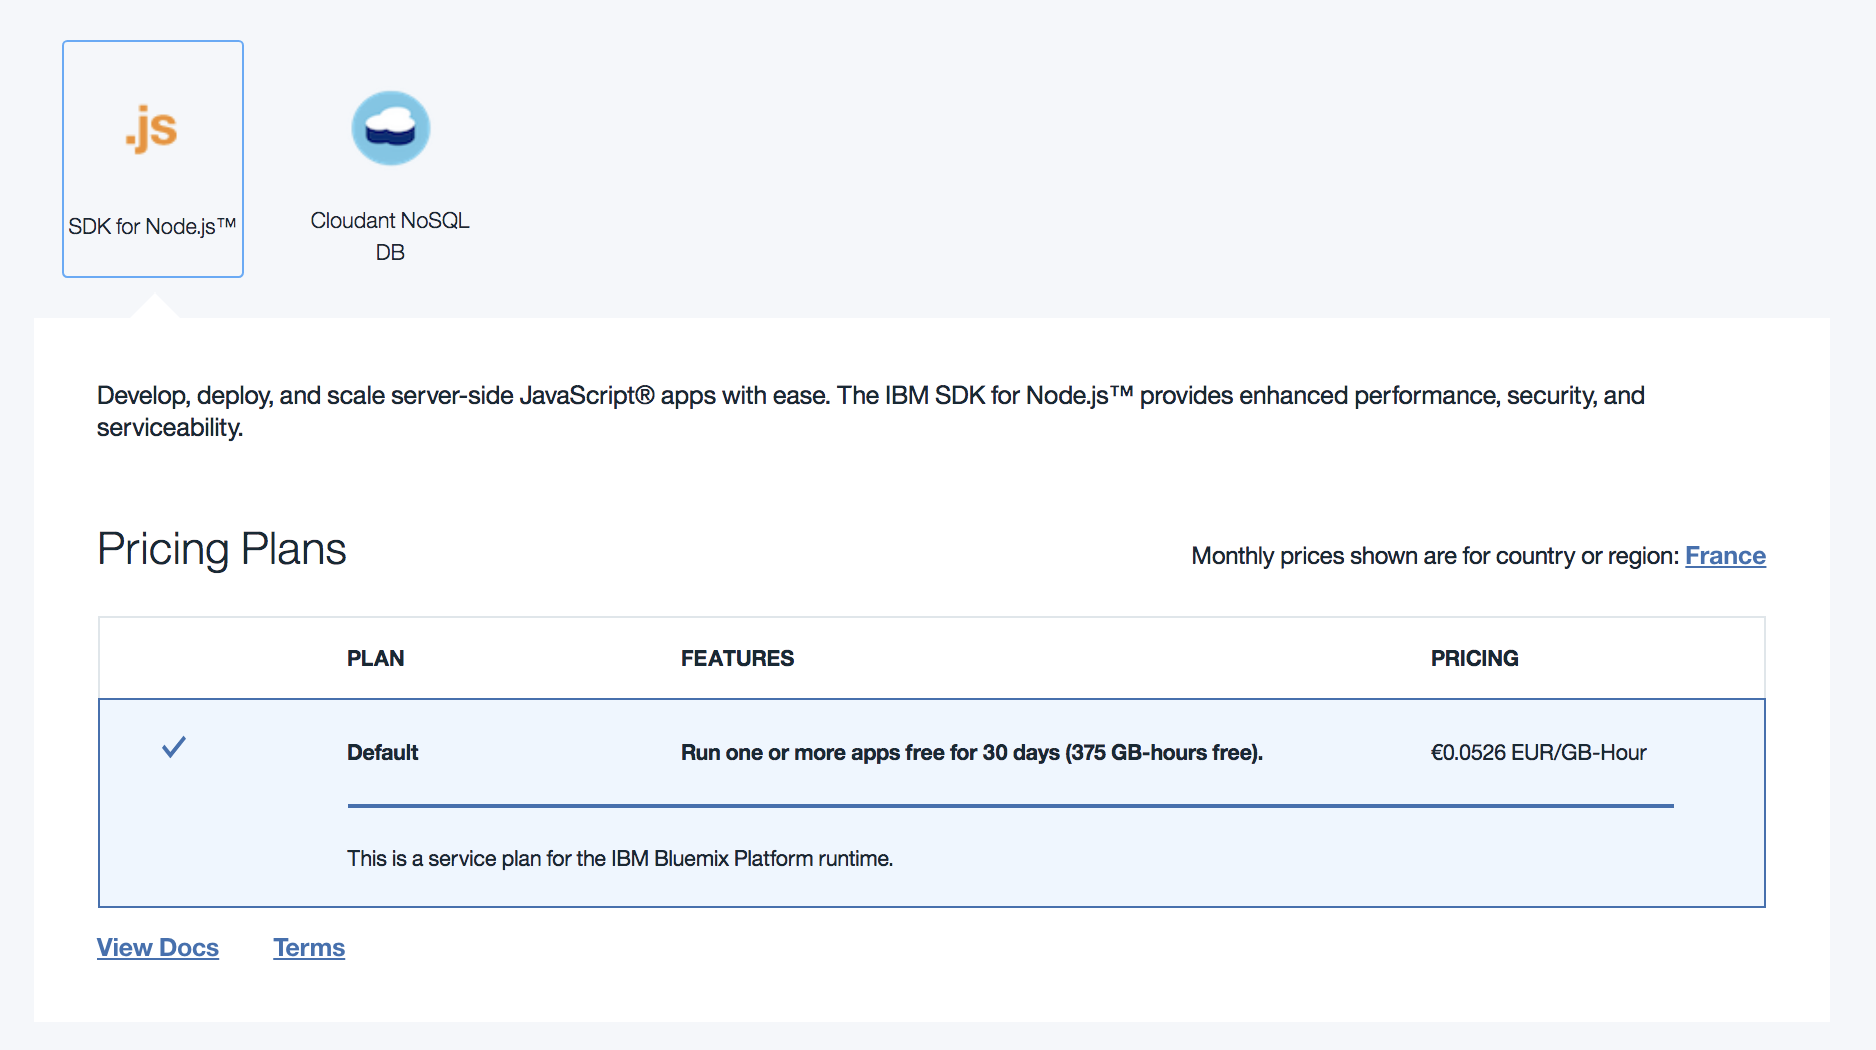 .js
SDK for Node.js™
Cloudant NoSQL
DB
Develop, deploy, and scale server-side JavaScript® apps with ease. The IBM SDK for Node.js™ provides enhanced performance, security, and
serviceability.
Pricing Plans
Monthly prices shown are for country or region: France
PLAN FEATURES PRICING
Default Run one or more apps free for 30 days (375 GB-hours free). €0.0526 EUR/GB-Hour
This is a service plan for the IBM Bluemix Platform runtime.
View Docs Terms